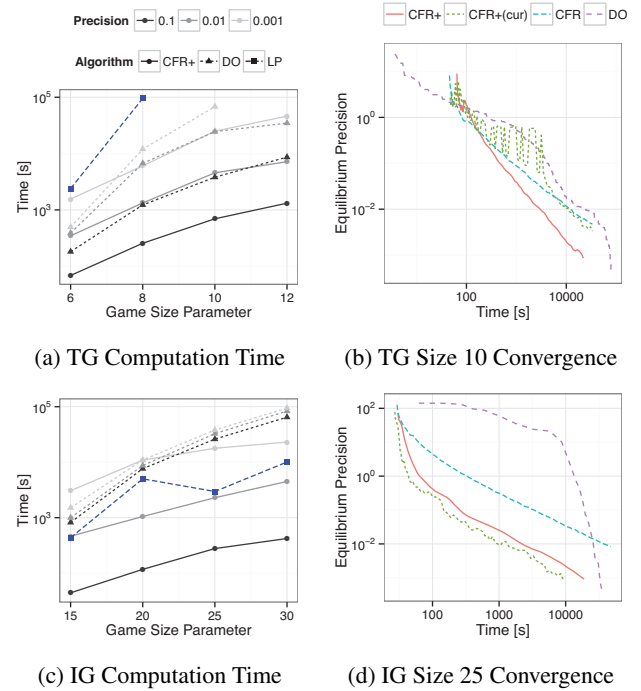 Precision 0.1 0.01 0.001
Algorithm CFR+ DO LP
10^5
10^3
Time [s]
6 8 10 12
Game Size Parameter
(a) TG Computation Time
CFR+ CFR+(cur) CFR DO
10^0
10^−2
Equilibrium Precision
100 10000
Time [s]
(b) TG Size 10 Convergence
10^5
10^3
Time [s]
15 20 25 30
Game Size Parameter
(c) IG Computation Time
10^2
10^0
10^−2
Equilibrium Precision
100 10000
Time [s]
(d) IG Size 25 Convergence